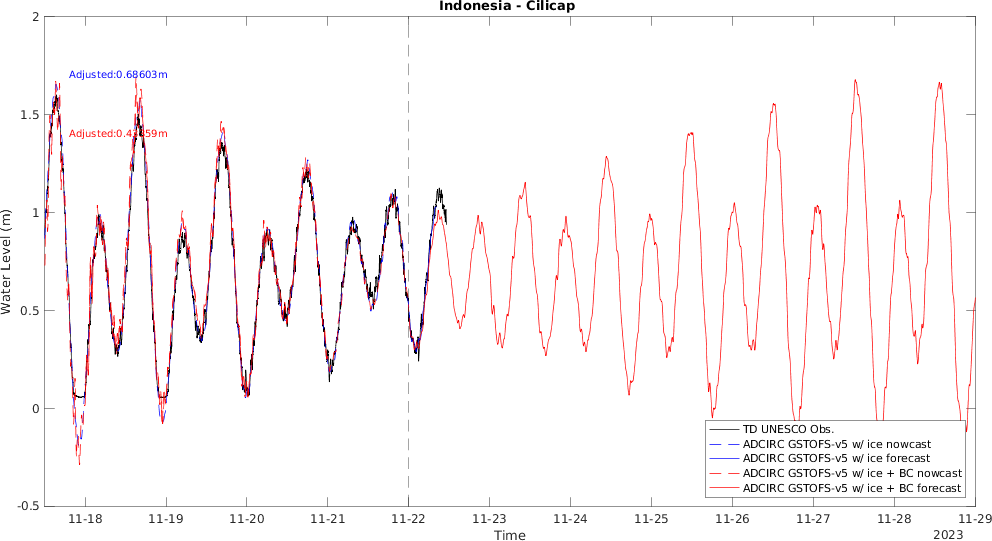 Indonesia - Cilicap
Water Level (m)
2
1.5
1
0.5
0
-0.5
Adjusted:0.68603m
TD UNESCO Obs.
ADCIRC GSTOFS-v5 w/ ice nowcast
ADCIRC GSTOFS-v5 w/ ice forecast
ADCIRC GSTOFS-v5 w/ ice + BC nowcast
ADCIRC GSTOFS-v5 w/ ice + BC forecast
11-18 11-19 11-20 11-21 11-22 11-23 11-24 11-25 11-26 11-27 11-28 11-29
Time
2023